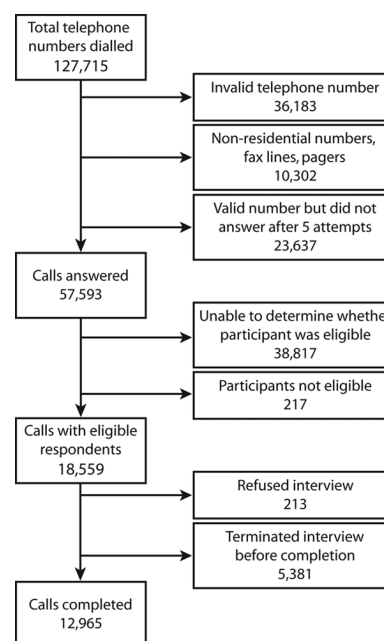 Total telephone
numbers dialled
127,715
Invalid telephone number
36,183
Non-residential numbers,
fax lines, pagers
10,302
Valid number but did not
answer after 5 attempts
23,637
Calls answered
57,593
Unable to determine whethe
participant was eligible
38,817
Participants not eligible
217
Calls with eligible
respondents
18,559
Refused interview
213
Terminated interview
before completion
5,381
Calls completed
12,965